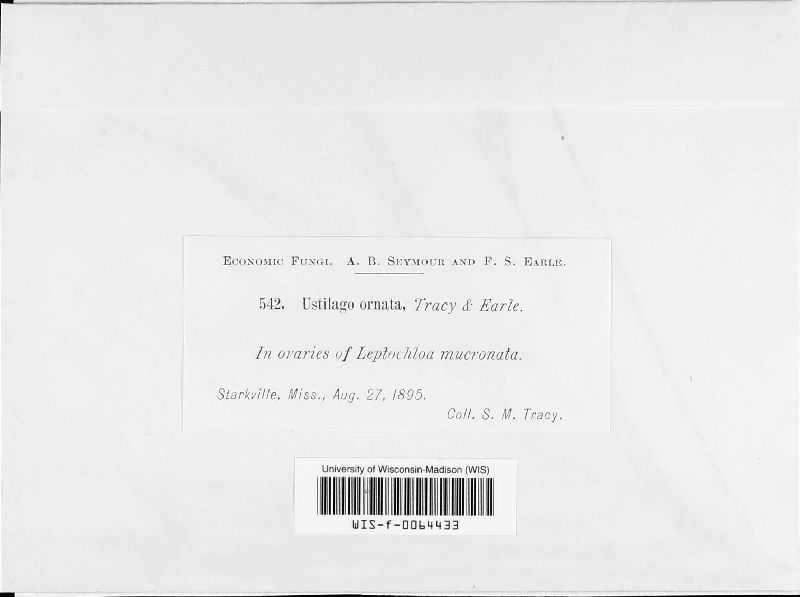 Economic Fungi. A. B. Seymour and F. S. Earle.
542. Ustilago ornata, Tracy & Earle.
In ovaries of Leptochloa mucronata.
Starkville, Miss., Aug. 27, 1895.
Coll. S. M. Tracy.
University of Wisconsin-Madison (WIS)
WIS-f-0064433